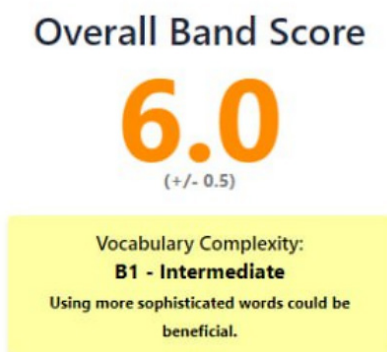 Overall Band Score
6.0
(+/- 0.5)
Vocabulary Complexity:
B1 - Intermediate
Using more sophisticated words could be
beneficial.